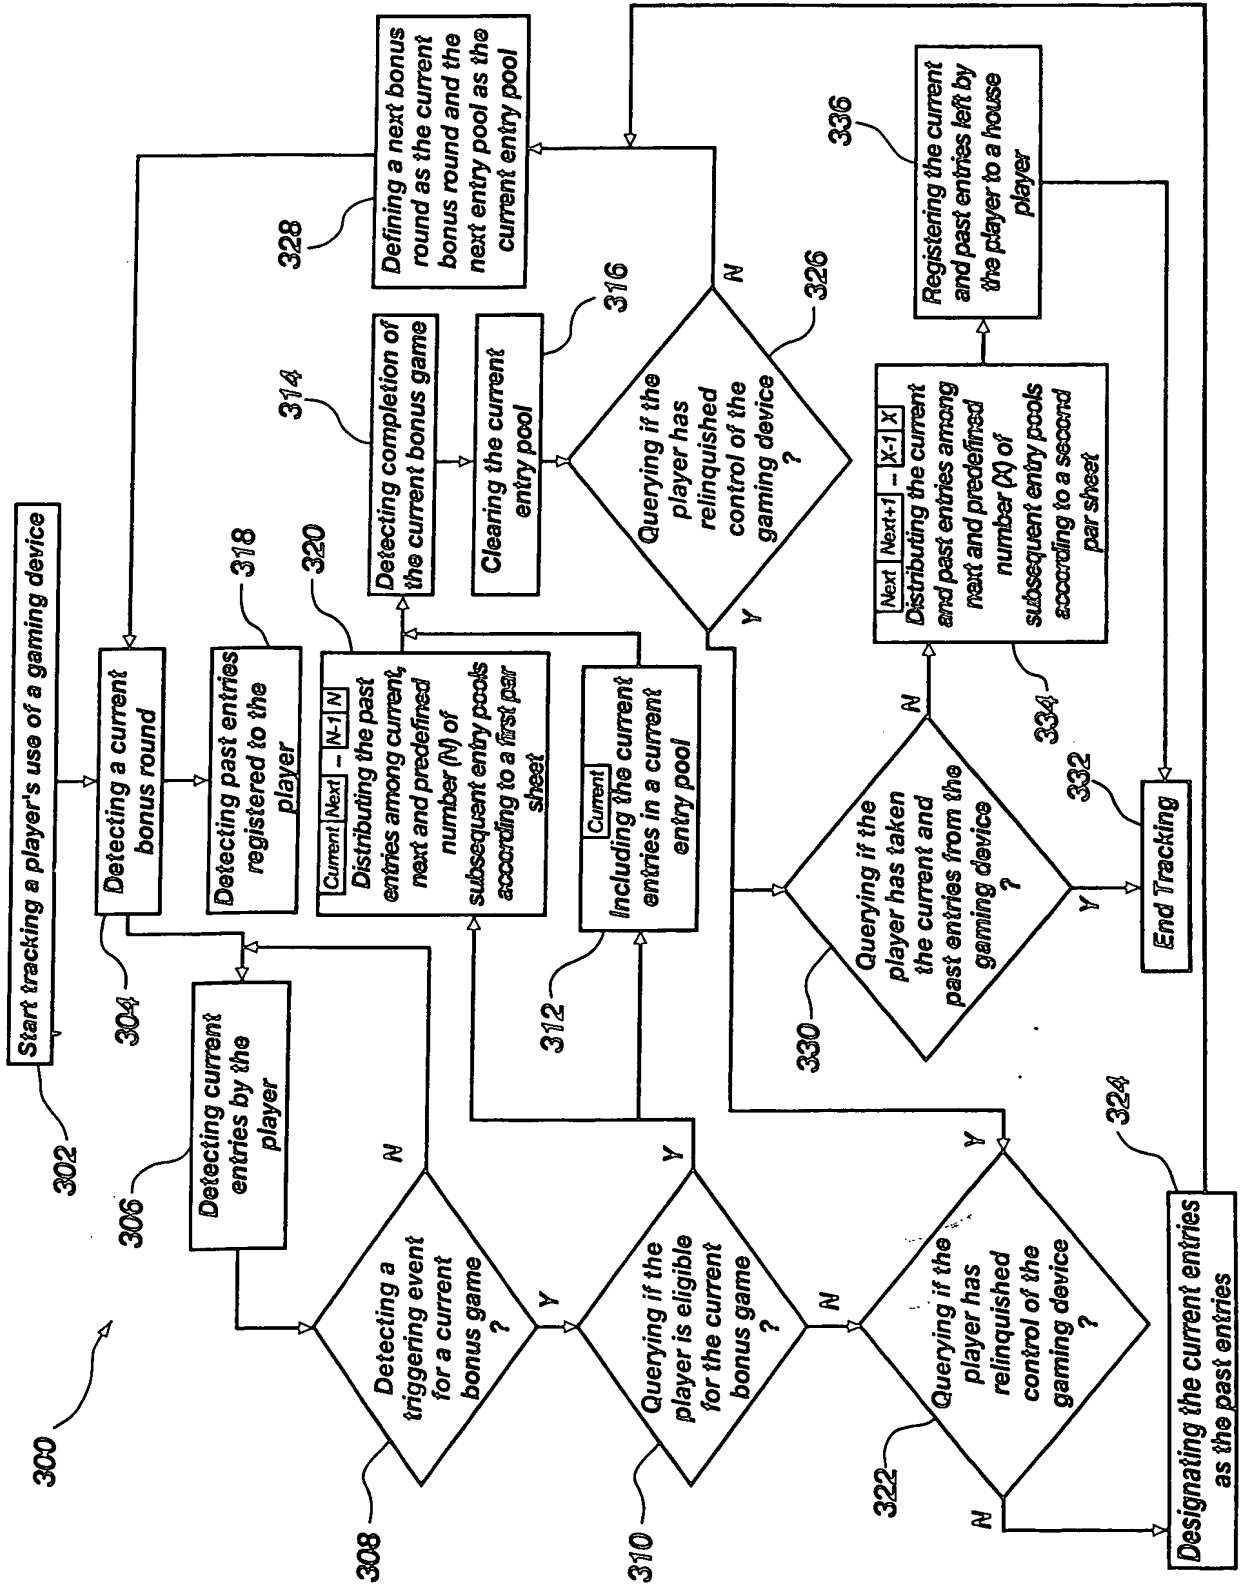 300
302
Start tracking a player's use of a gaming device
304
Detecting a current
bonus round
306
Detecting current
entries by the
player
318
Detecting past entries
registered to the
player
308
Detecting a
triggering event
for a current
bonus game
?
N
Y
310
Querying if the
player is eligible
for the current
bonus game
?
Y
N
320
Current Next – N-1 N
Distributing the past
entries among current,
next and predefined
number (N) of
subsequent entry pools
according to a first par
sheet
312
Current
Including the current
entries in a current
entry pool
314
Detecting completion of
the current bonus game
316
Clearing the current
entry pool
328
Defining a next bonus
round as the current
bonus round and the
next entry pool as the
current entry pool
326
Querying if the
player has
relinquished
control of the
gaming device
?
Y
N
322
Querying if the
player has
relinquished
control of the
gaming device
?
Y
N
324
Designating the current entries
as the past entries
330
Querying if the
player has taken
the current and
past entries from the
gaming device
?
N
Y
332
End Tracking
334
Next Next+1 – X-1 X
Distributing the current
and past entries among
next and predefined
number (X) of
subsequent entry pools
according to a second
par sheet
336
Registering the current
and past entries left by
the player to a house
player